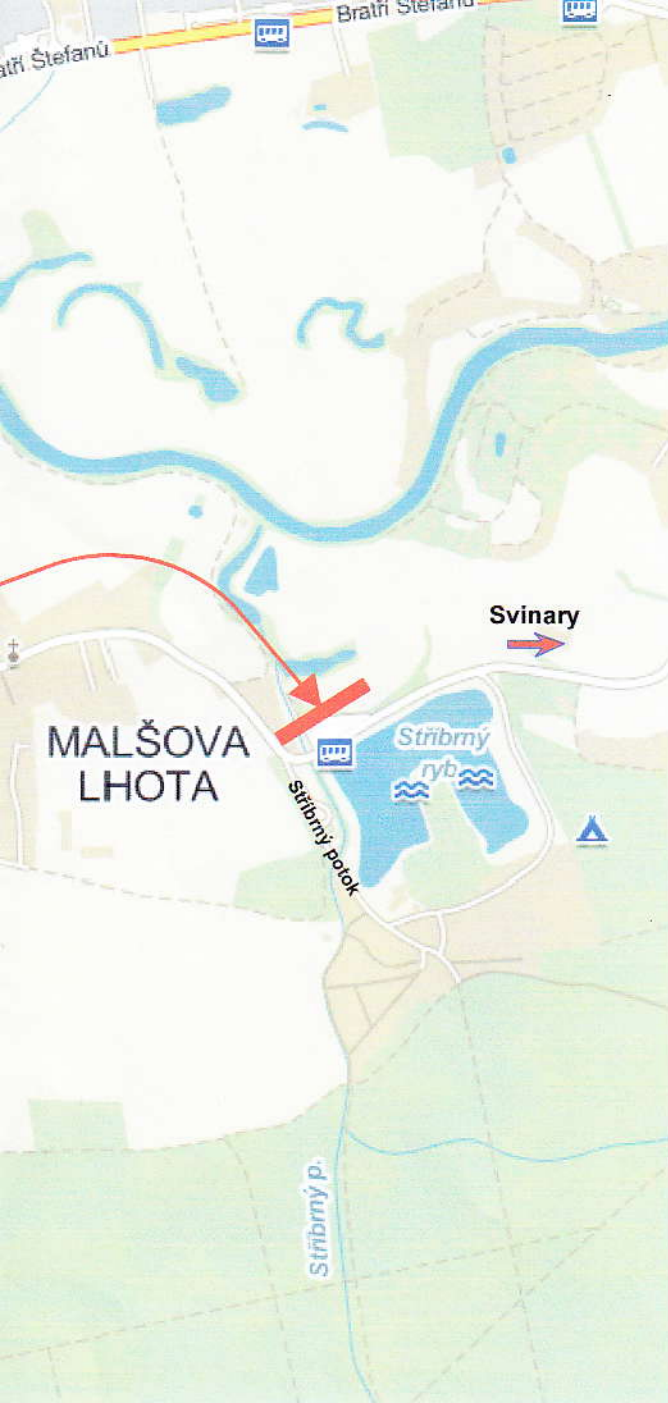 Bratří Štefanů
atří Štefanů
Svinary
Stříbrný
ryb.
MALŠOVA
LHOTA
Stříbrný potok
Stříbrný p.